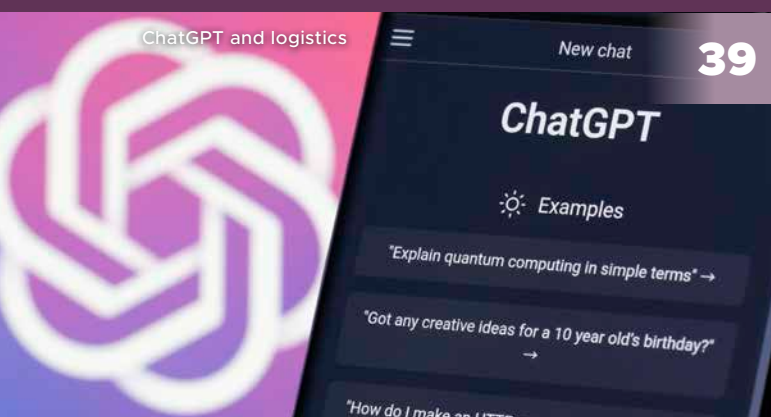 ChatGPT and logistics
39
New chat
ChatGPT
Examples
"Explain quantum computing in simple terms" →
"Got any creative ideas for a 10 year old's birthday?"
→
"How do I make an HTTP